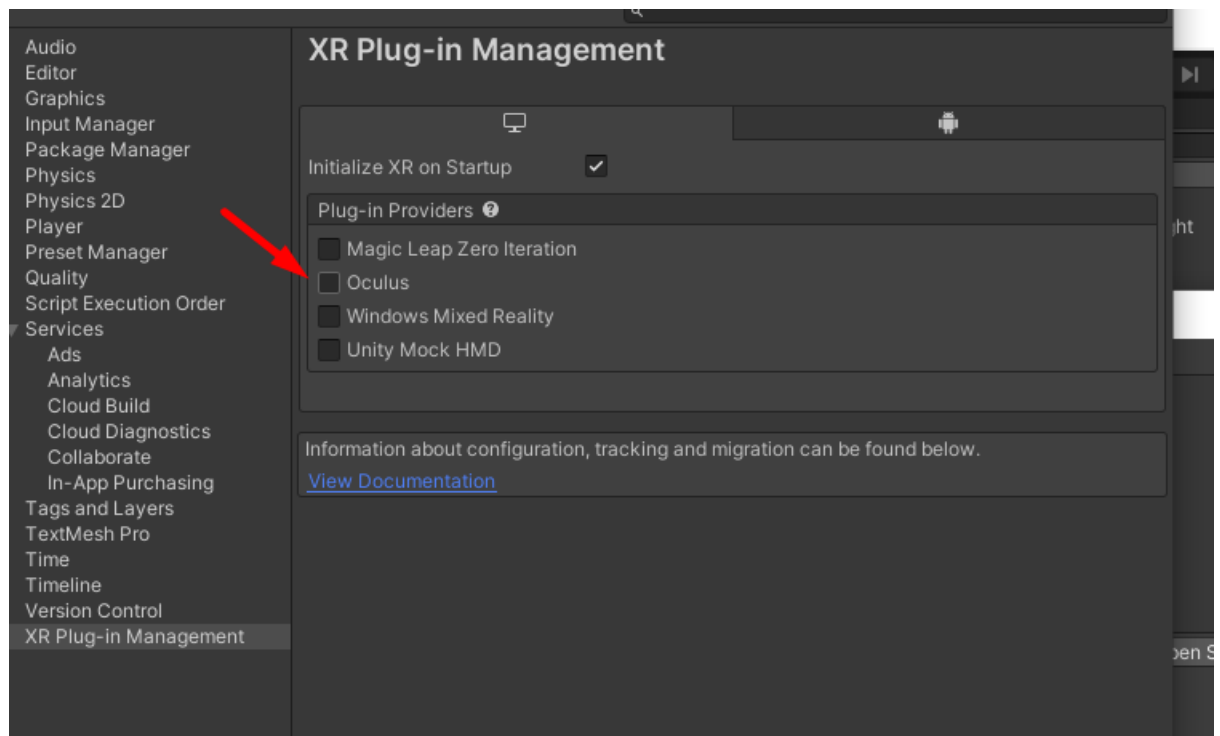 XR Plug-in Management
Audio
Editor
Graphics
Input Manager
Package Manager
Physics
Physics 2D
Player
Preset Manager
Quality
Script Execution Order
Services
Ads
Analytics
Cloud Build
Cloud Diagnostics
Collaborate
In-App Purchasing
Tags and Layers
TextMesh Pro
Time
Timeline
Version Control
XR Plug-in Management
Initialize XR on Startup
Plug-in Providers
Magic Leap Zero Iteration
Oculus
Windows Mixed Reality
Unity Mock HMD
Information about configuration, tracking and migration can be found below.
View Documentation